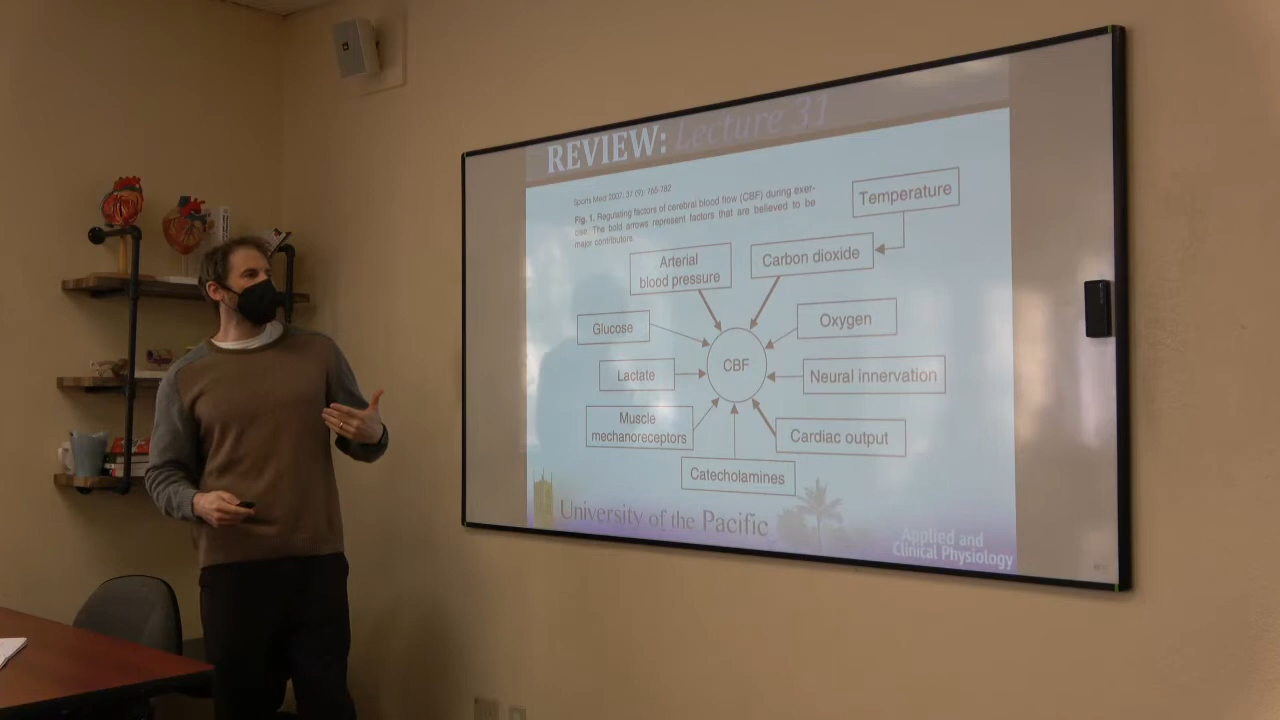 REVIEW: Lecture 31
Sports Med 2007; 37 (9): 765-782
Fig. 1. Regulating factors of cerebral blood flow (CBF) during exer-
cise. The bold arrows represent factors that are believed to be
major contributors.
Temperature
Arterial
blood pressure
Carbon dioxide
Glucose
Oxygen
CBF
Lactate
Neural innervation
Muscle
mechanoreceptors
Cardiac output
Catecholamines
University of the Pacific
Applied and
Clinical Physiology